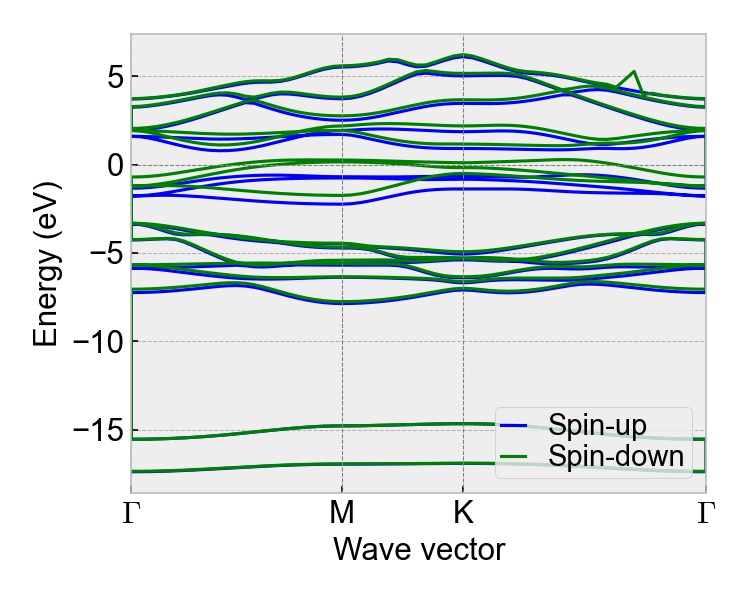 Energy (eV)
5
0
−5
−10
−15
Spin-up
Spin-down
Γ
M
K
Γ
Wave vector